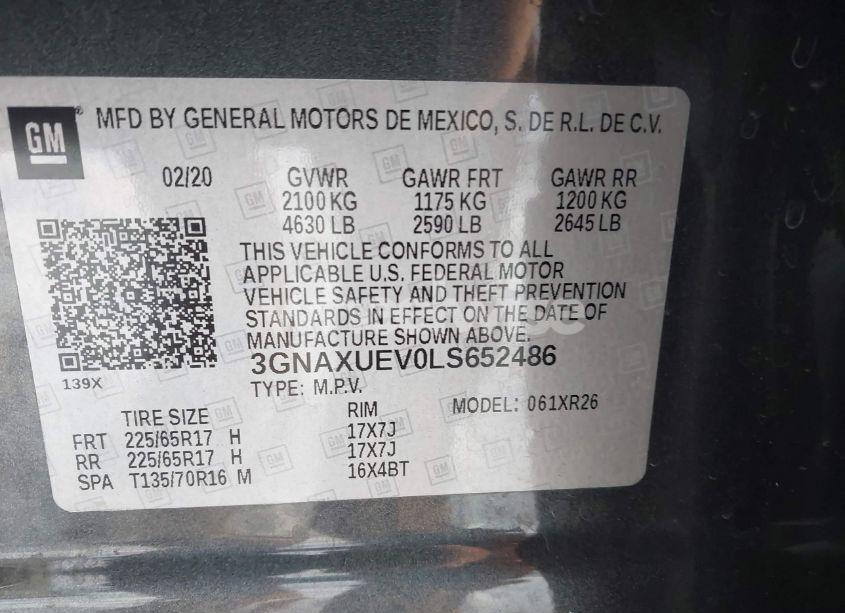 GM
MFD BY GENERAL MOTORS DE MEXICO, S. DE R.L. DE C.V.
02/20 GVWR GAWR FRT GAWR RR
2100 KG 1175 KG 1200 KG
4630 LB 2590 LB 2645 LB
THIS VEHICLE CONFORMS TO ALL
APPLICABLE U.S. FEDERAL MOTOR
VEHICLE SAFETY AND THEFT PREVENTION
STANDARDS IN EFFECT ON THE DATE OF
MANUFACTURE SHOWN ABOVE.
3GNAXUEV0LS652486
139X
TYPE: M.P.V.
TIRE SIZE RIM MODEL: 061XR26
FRT 225/65R17 H 17X7J
RR 225/65R17 H 17X7J
SPA T135/70R16 M 16X4BT